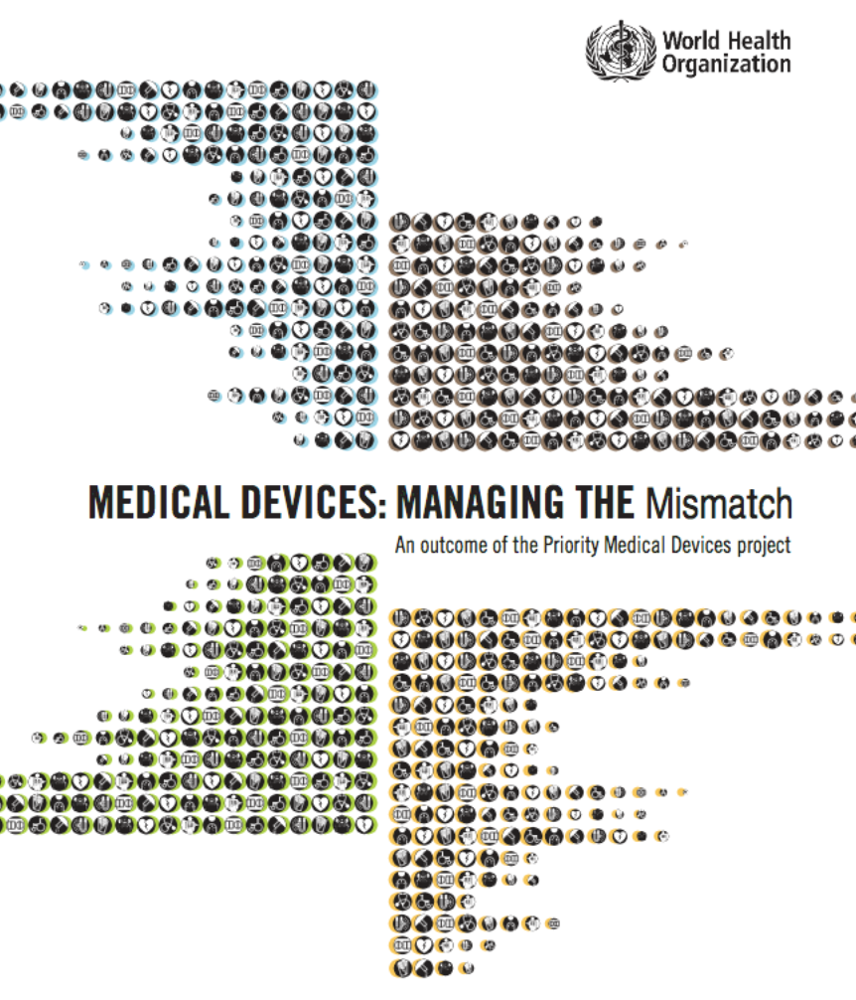 World Health
Organization
MEDICAL DEVICES: MANAGING THE Mismatch
An outcome of the Priority Medical Devices project